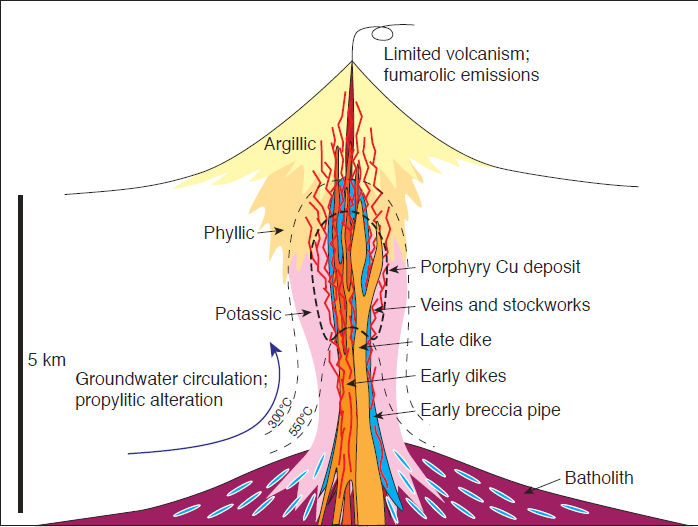 Limited volcanism;
fumarolic emissions
Argillic
Phyllic
Porphyry Cu deposit
Potassic
Veins and stockworks
Late dike
5 km
Groundwater circulation;
propylitic alteration
Early dikes
300°C
550°C
Early breccia pipe
Batholith